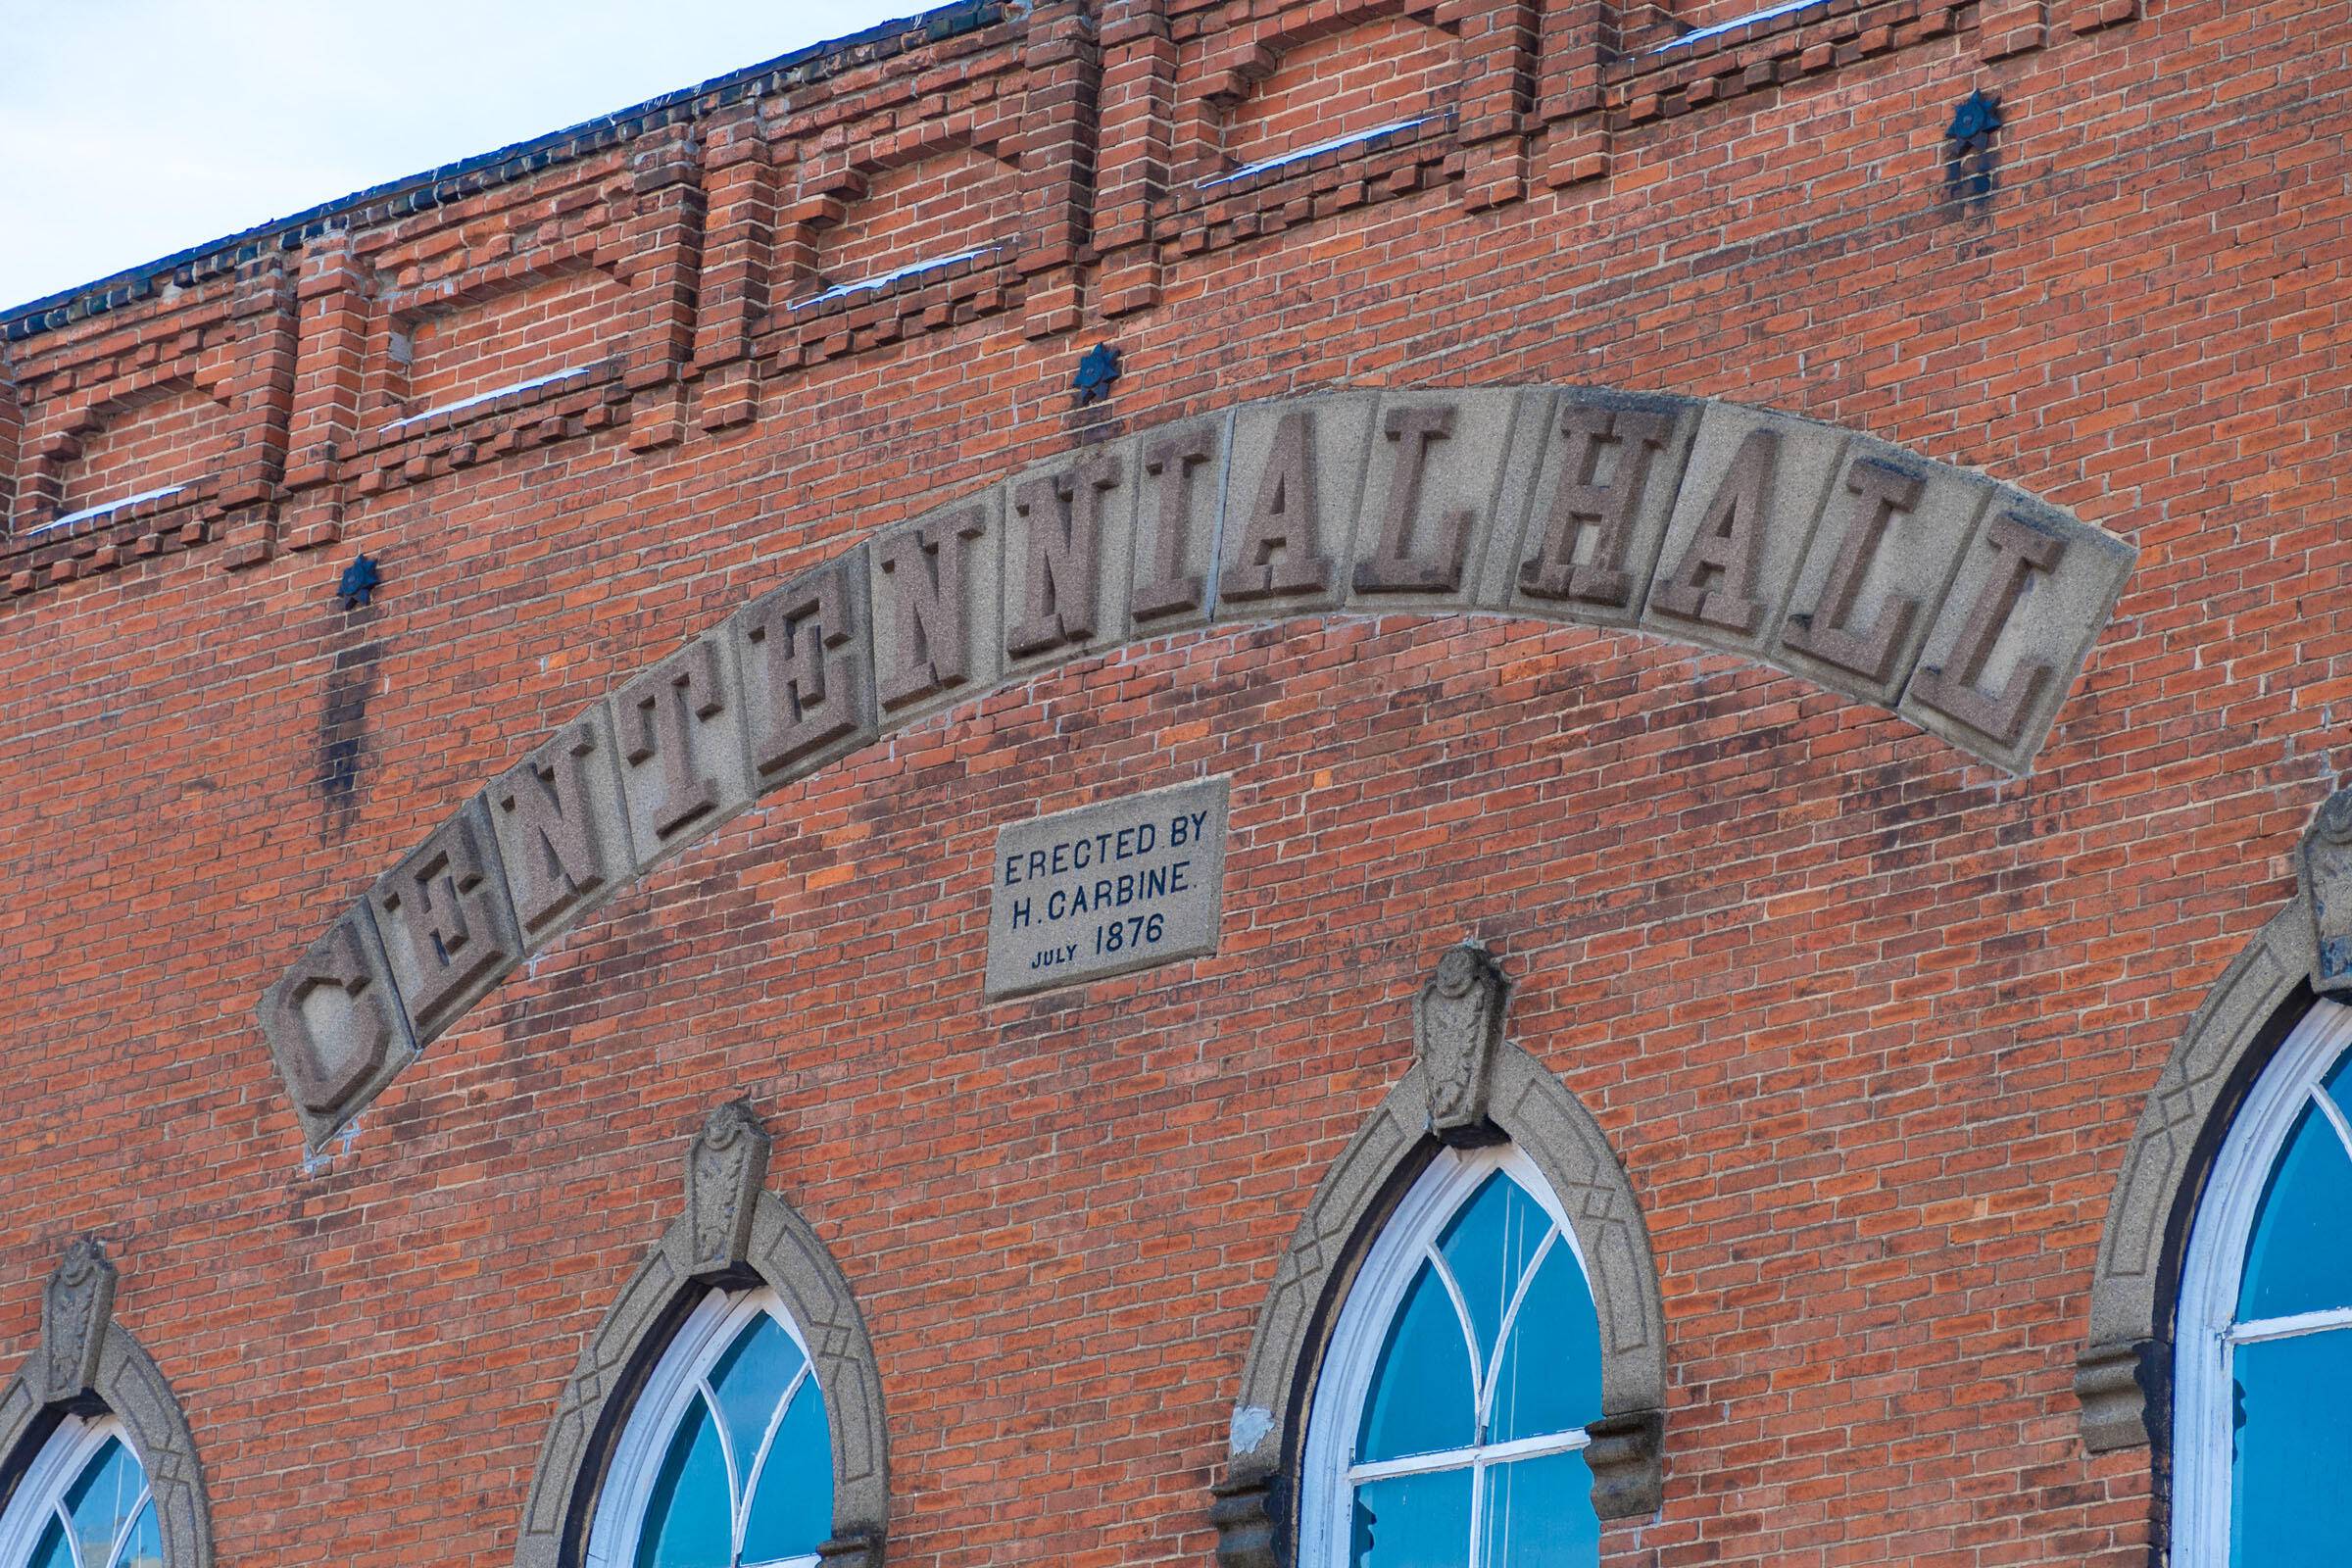 CENTENNIAL HALL
ERECTED BY
H. CARBINE.
JULY 1876